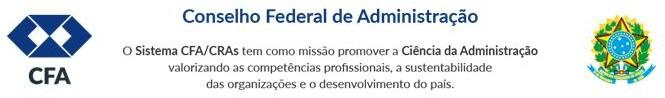 Conselho Federal de Administração
O Sistema CFA/CRAs tem como missão promover a Ciência da Administração
valorizando as competências profissionais, a sustentabilidade
das organizações e o desenvolvimento do país.
CFA